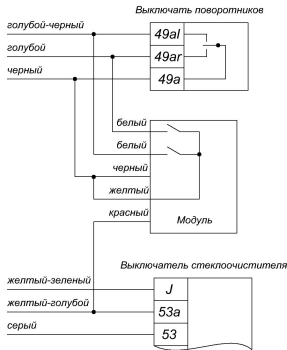 Выключать поворотников
голубой-черный
49al
голубой
49ar
черный
49a
белый
белый
черный
желтый
красный
Модуль
Выключатель стеклоочистителя
желтый-зеленый
J
желтый-голубой
53a
серый
53